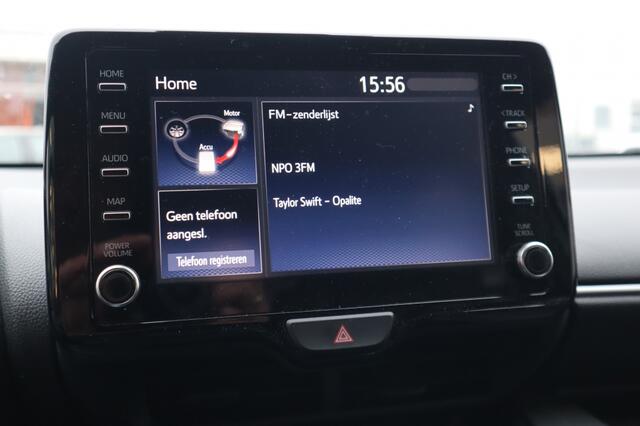 HOME
MENU
AUDIO
MAP
POWER
VOLUME
Home
15:56
Motor
Accu
Geen telefoon
aangesl.
Telefoon registreren
FM-zenderlijst
NPO 3FM
Taylor Swift - Opalite
CH >
< TRACK
PHONE
SETUP
TUNE
SCROLL